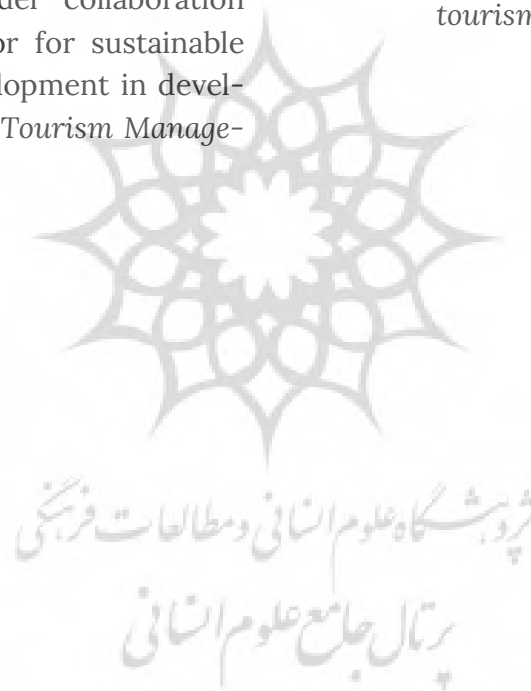 der collaboration
or for sustainable
lopment in devel-
Tourism Manage-
tourism
پژوهشگاه علوم انسانی و مطالعات فرهنگی
پرتال جامع علوم انسانی